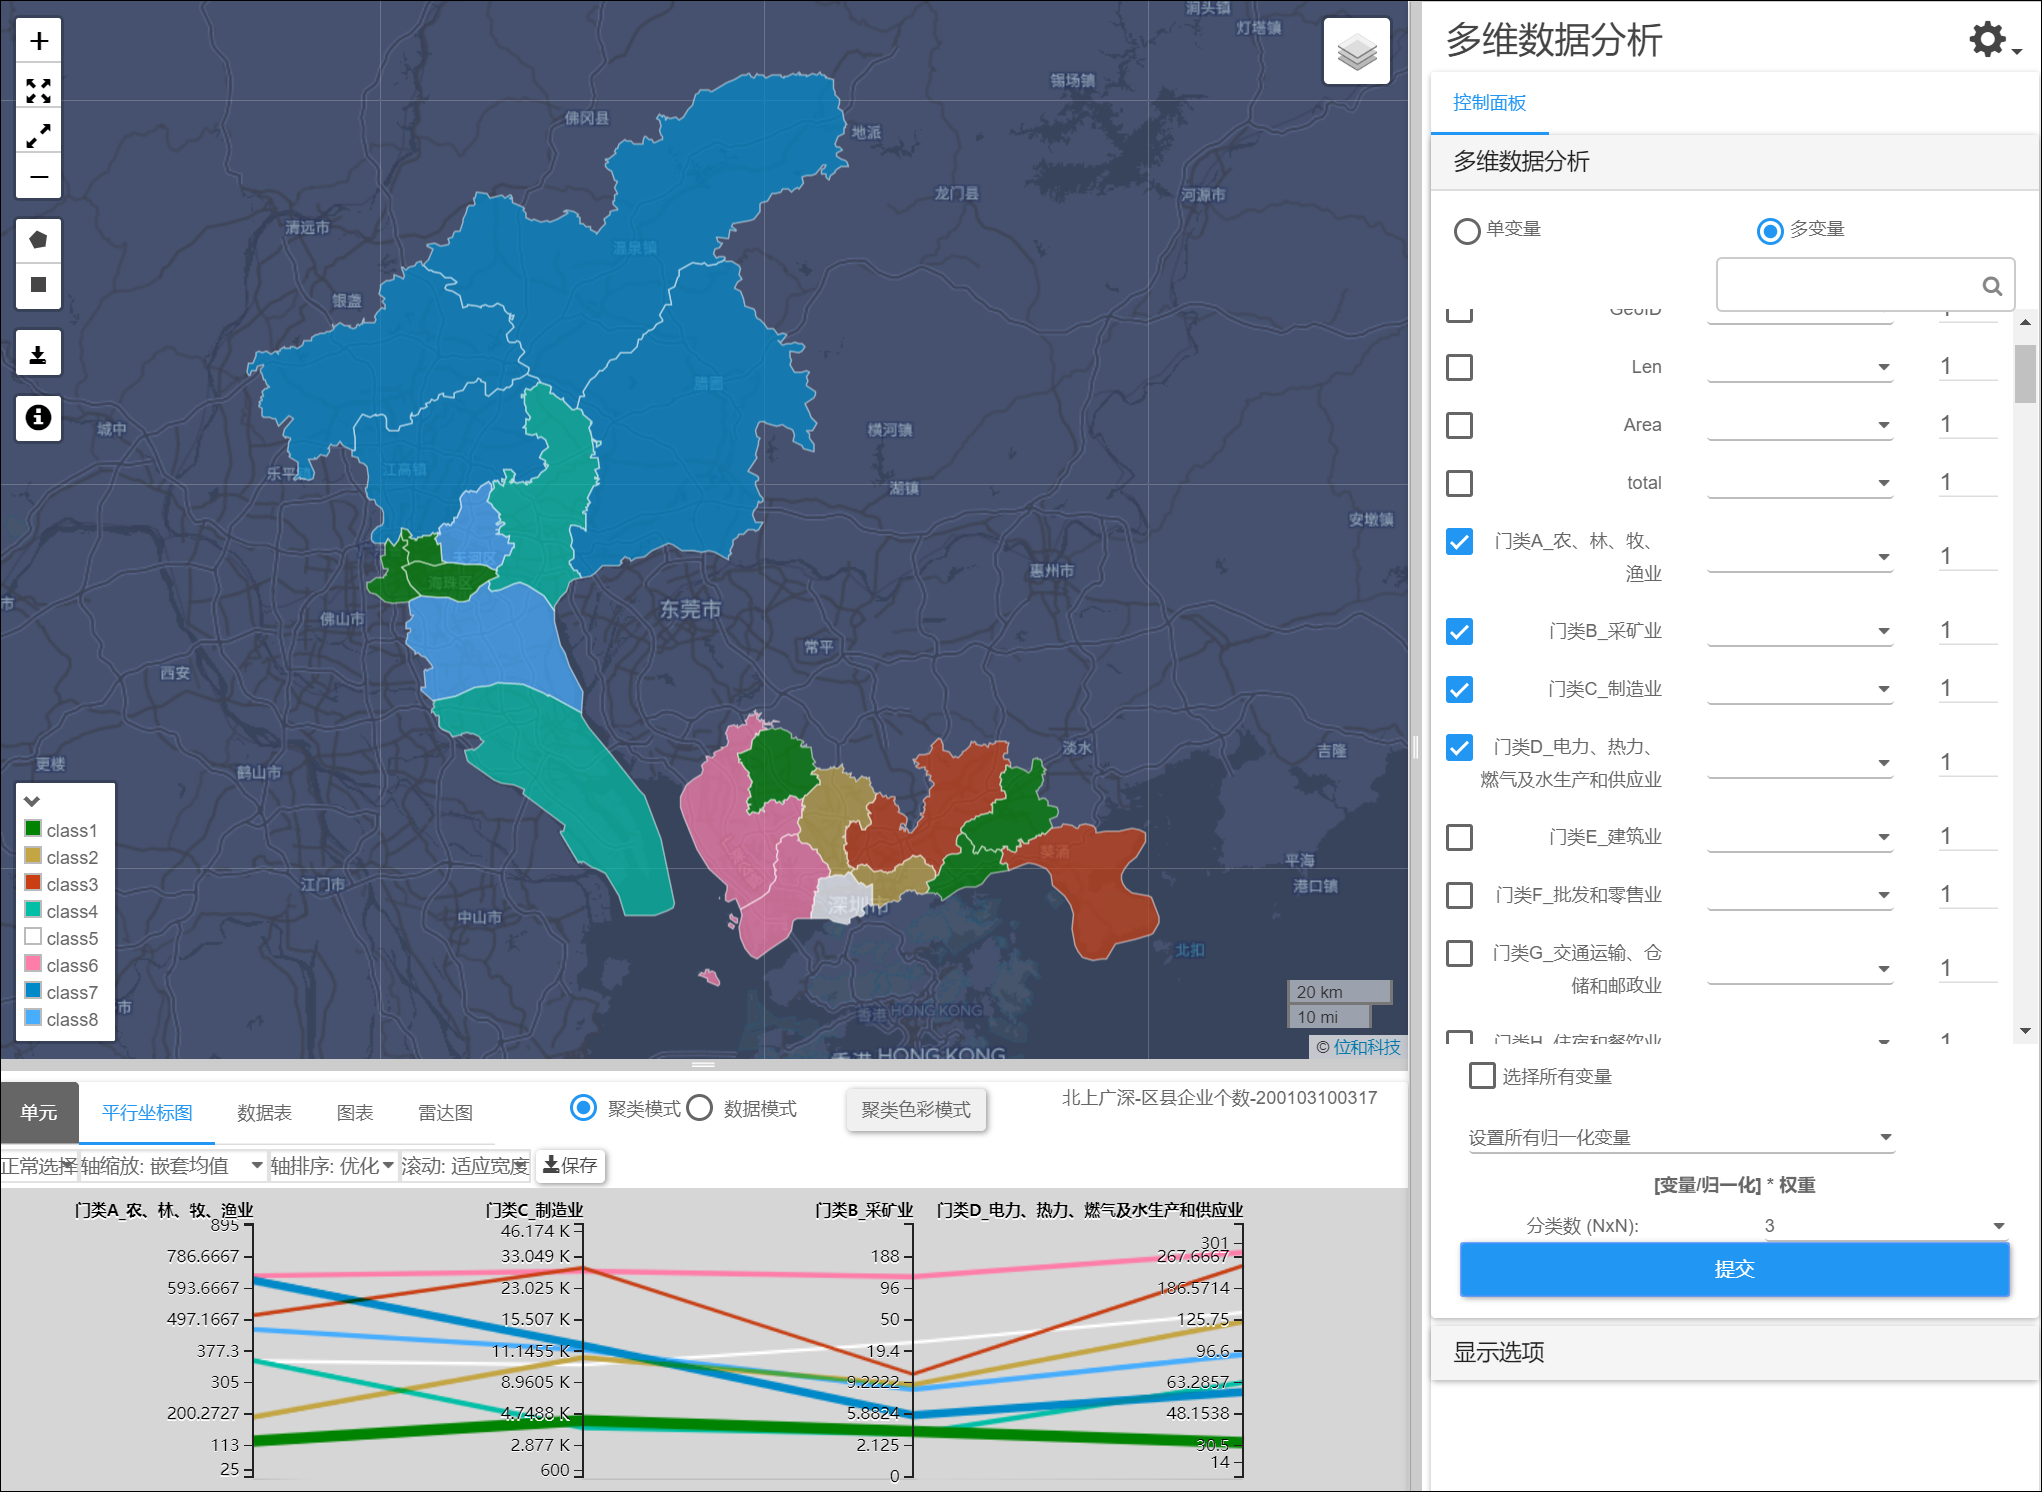 涧头镇
灯塔镇
锡场镇
佛冈县
地派
龙门县
河源市
清远市
温泉镇
银盏
腊圃
横河镇
城中
乐平镇
江高镇
湖镇
安墩镇
天河区
海珠区
惠州市
市
佛山市
东莞市
常平
西安
淡水
吉隆
更楼
鹤山市
葵涌
平海
港口镇
江门市
中山市
深圳市
北扣
香港 HONG KONG
香港 HONG KONG
市
class1
class2
class3
class4
class5
class6
class7
class8
20 km
10 mi
© 位和科技
多维数据分析
控制面板
多维数据分析
单变量
多变量
GeoID
1
Len
1
Area
1
total
1
门类A_农、林、牧、
渔业
1
门类B_采矿业
1
门类C_制造业
1
门类D_电力、热力、
燃气及水生产和供应业
1
门类E_建筑业
1
门类F_批发和零售业
1
门类G_交通运输、仓
储和邮政业
1
门类H_住宿和餐饮业
1
选择所有变量
设置所有归一化变量
[变量/归一化] * 权重
分类数 (NxN):
3
提交
显示选项
单元
平行坐标图
数据表
图表
雷达图
聚类模式
数据模式
聚类色彩模式
北上广深-区县企业个数-200103100317
正常选择
轴缩放: 嵌套均值
轴排序: 优化
滚动: 适应宽度
保存
门类A_农、林、牧、渔业
895
786.6667
593.6667
497.1667
377.3
305
200.2727
113
25
门类C_制造业
46.174 K
33.049 K
23.025 K
15.507 K
11.1455 K
8.9605 K
4.7488 K
2.877 K
600
门类B_采矿业
188
96
50
19.4
9.2222
5.8824
2.125
0
门类D_电力、热力、燃气及水生产和供应业
301
267.6667
186.5714
125.75
96.6
63.2857
48.1538
30.5
14